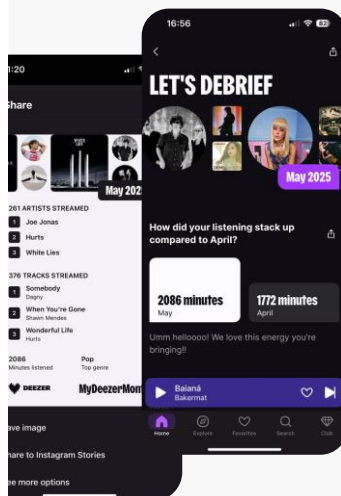 1:20
Share
May 202
261 ARTISTS STREAMED
1 Joe Jonas
2 Hurts
3 White Lies
376 TRACKS STREAMED
1 Somebody
Dagny
2 When You're Gone
Shawn Mendes
3 Wonderful Life
Hurts
2086 Pop
Minutes listened Top genre
DEEZER MyDeezerMon
ave image
hare to Instagram Stories
ee more options
16:56
62
LET'S DEBRIEF
May 2025
How did your listening stack up
compared to April?
2086 minutes
May
1772 minutes
April
Umm helloooo! We love this energy you're
bringing!!
Baianá
Bakermat
Home Explore Favorites Search Club